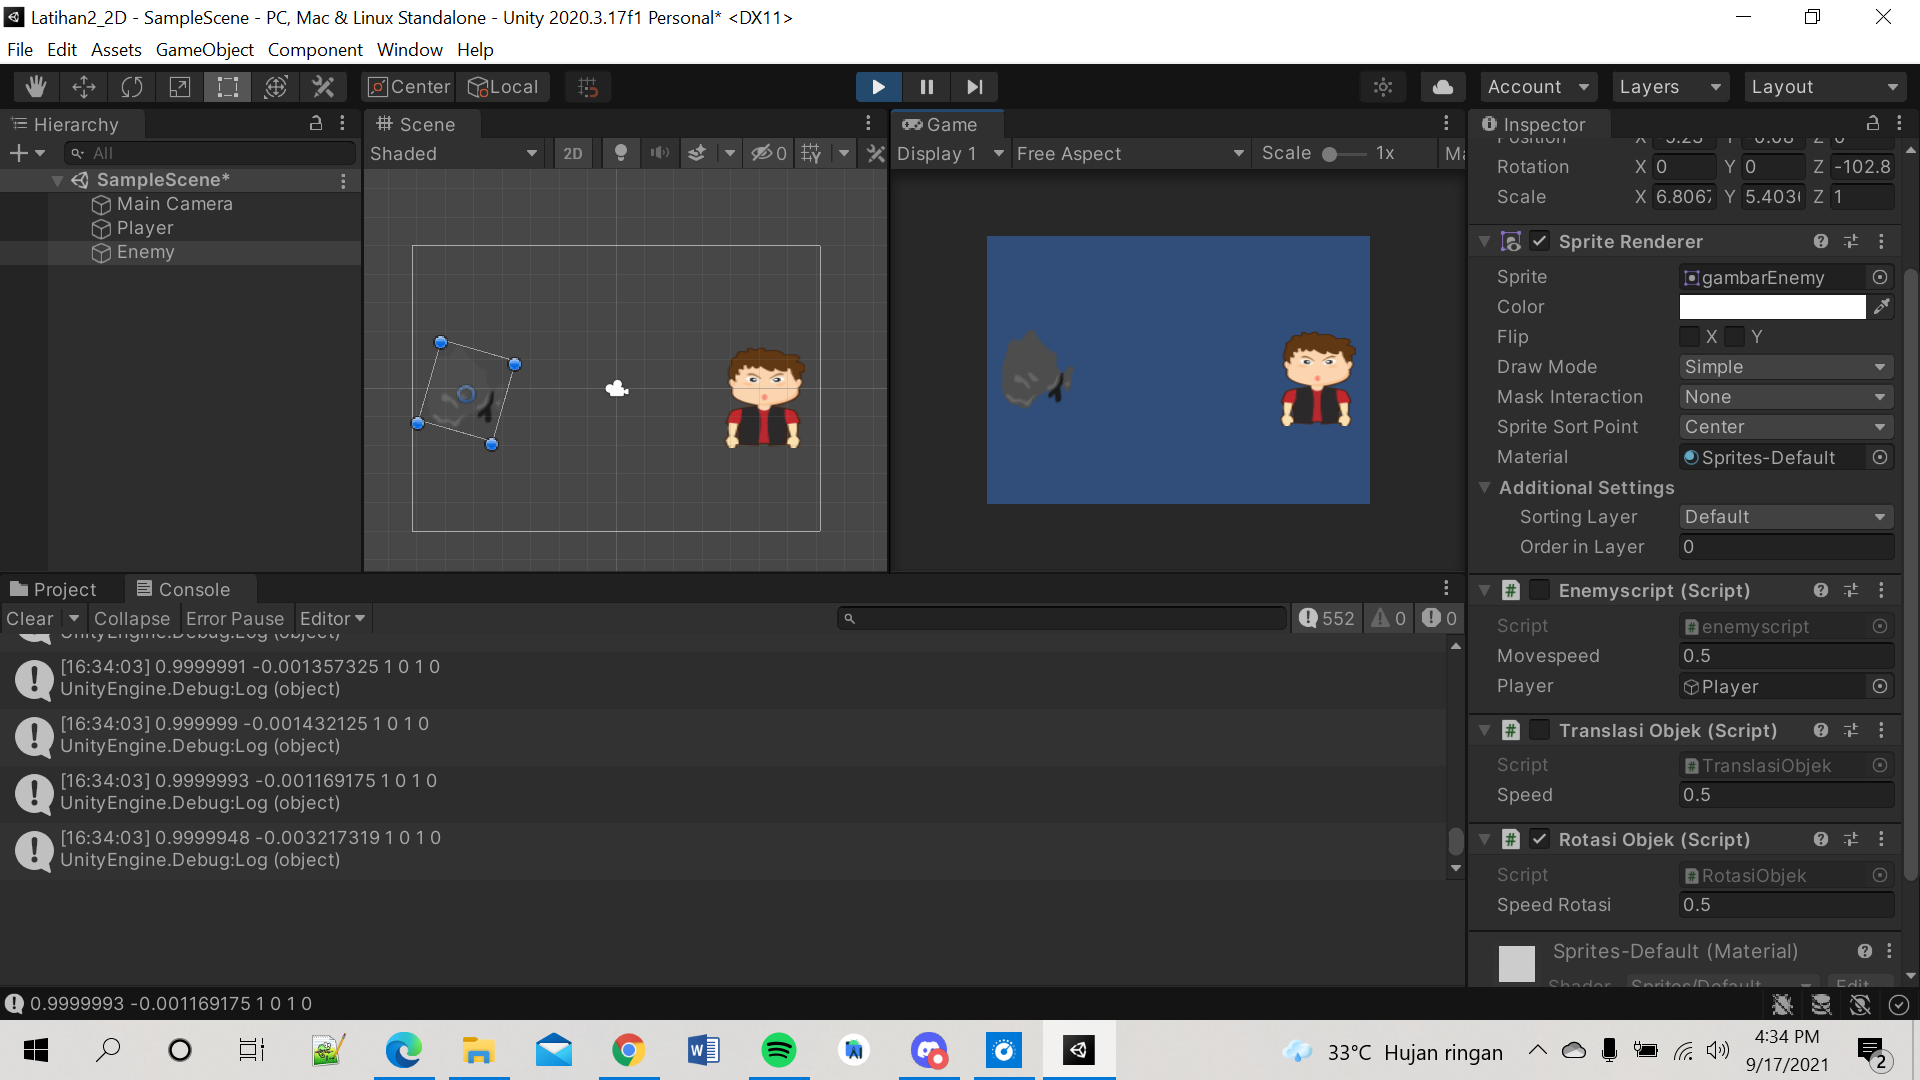 Latihan2_2D - SampleScene - PC, Mac & Linux Standalone - Unity 2020.3.17f1 Personal* <DX11>
File Edit Assets GameObject Component Window Help
Center Local Account Layers Layout
Hierarchy Scene Game Inspector
All Shaded 2D 0 Display 1 Free Aspect Scale 1x
Position X Y Z
Rotation X 0 Y 0 Z -102.8
Scale X 6.8067 Y Z 1
SampleScene*
Main Camera
Player
Enemy
Sprite Renderer
Sprite gambarEnemy
Color
Flip X Y
Draw Mode Simple
Mask Interaction None
Sprite Sort Point Center
Material Sprites-Default
Additional Settings
Sorting Layer Default
Order in Layer 0
Enemyscript (Script)
Script enemyscript
Movespeed 0.5
Player Player
Translasi Objek (Script)
Script TranslasiObjek
Speed 0.5
Rotasi Objek (Script)
Script RotasiObjek
Speed Rotasi 0.5
Sprites-Default (Material)
Shader Sprites/Default Edit
Project Console
Clear Collapse Error Pause Editor 552 0 0
UnityEngine.Debug:Log (object)
[16:34:03] 0.9999991 -0.001357325 1 0 1 0
UnityEngine.Debug:Log (object)
[16:34:03] 0.999999 -0.001432125 1 0 1 0
UnityEngine.Debug:Log (object)
[16:34:03] 0.9999993 -0.001169175 1 0 1 0
UnityEngine.Debug:Log (object)
[16:34:03] 0.9999948 -0.003217319 1 0 1 0
UnityEngine.Debug:Log (object)
0.9999993 -0.001169175 1 0 1 0
33°C Hujan ringan
4:34 PM
9/17/2021
2